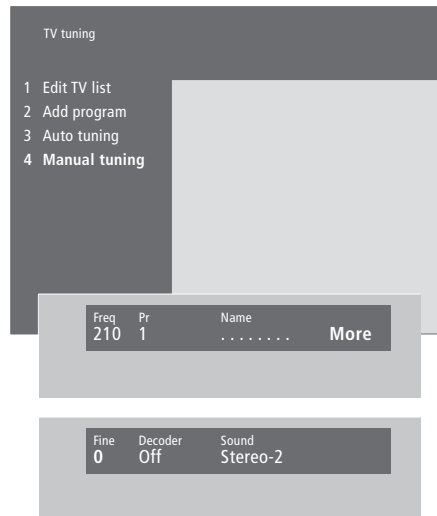 TV tuning
1 Edit TV list
2 Add program
3 Auto tuning
4 Manual tuning
Freq Pr Name
210 1 . . . . . . . . More
Fine Decoder Sound
0 Off Stereo-2